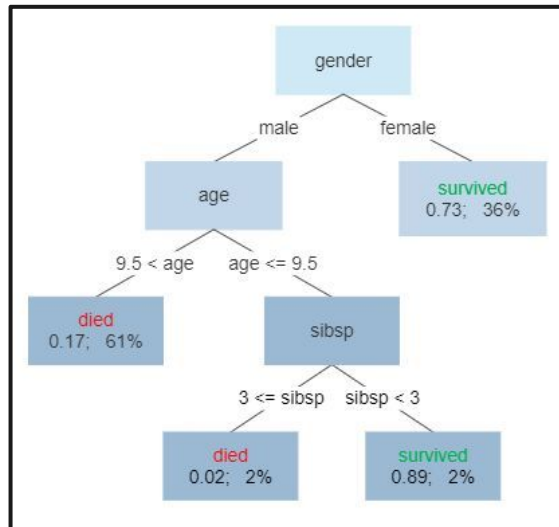 gender
male
female
age
survived
0.73; 36%
9.5 < age
age <= 9.5
died
0.17; 61%
sibsp
3 <= sibsp
sibsp < 3
died
0.02; 2%
survived
0.89; 2%